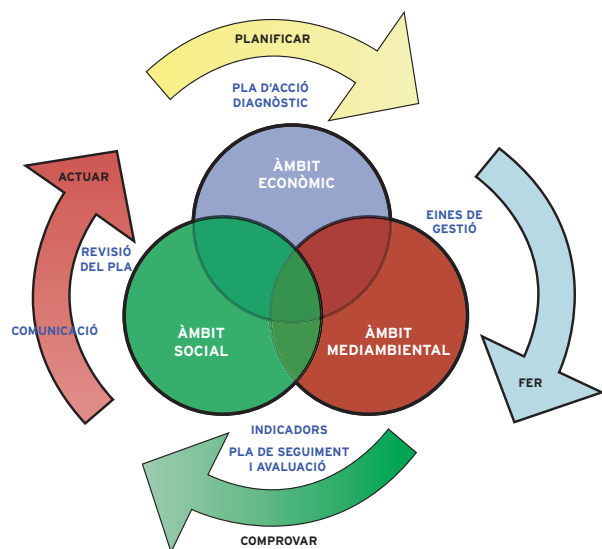 PLANIFICAR
PLA D'ACCIÓ
DIAGNÒSTIC
ÀMBIT
ECONÒMIC
ACTUAR
EINES DE
GESTIÓ
REVISIÓ
DEL PLA
COMUNICACIÓ
ÀMBIT
SOCIAL
ÀMBIT
MEDIAMBIENTAL
FER
INDICADORS
PLA DE SEGUIMENT
I AVALUACIÓ
COMPROVAR